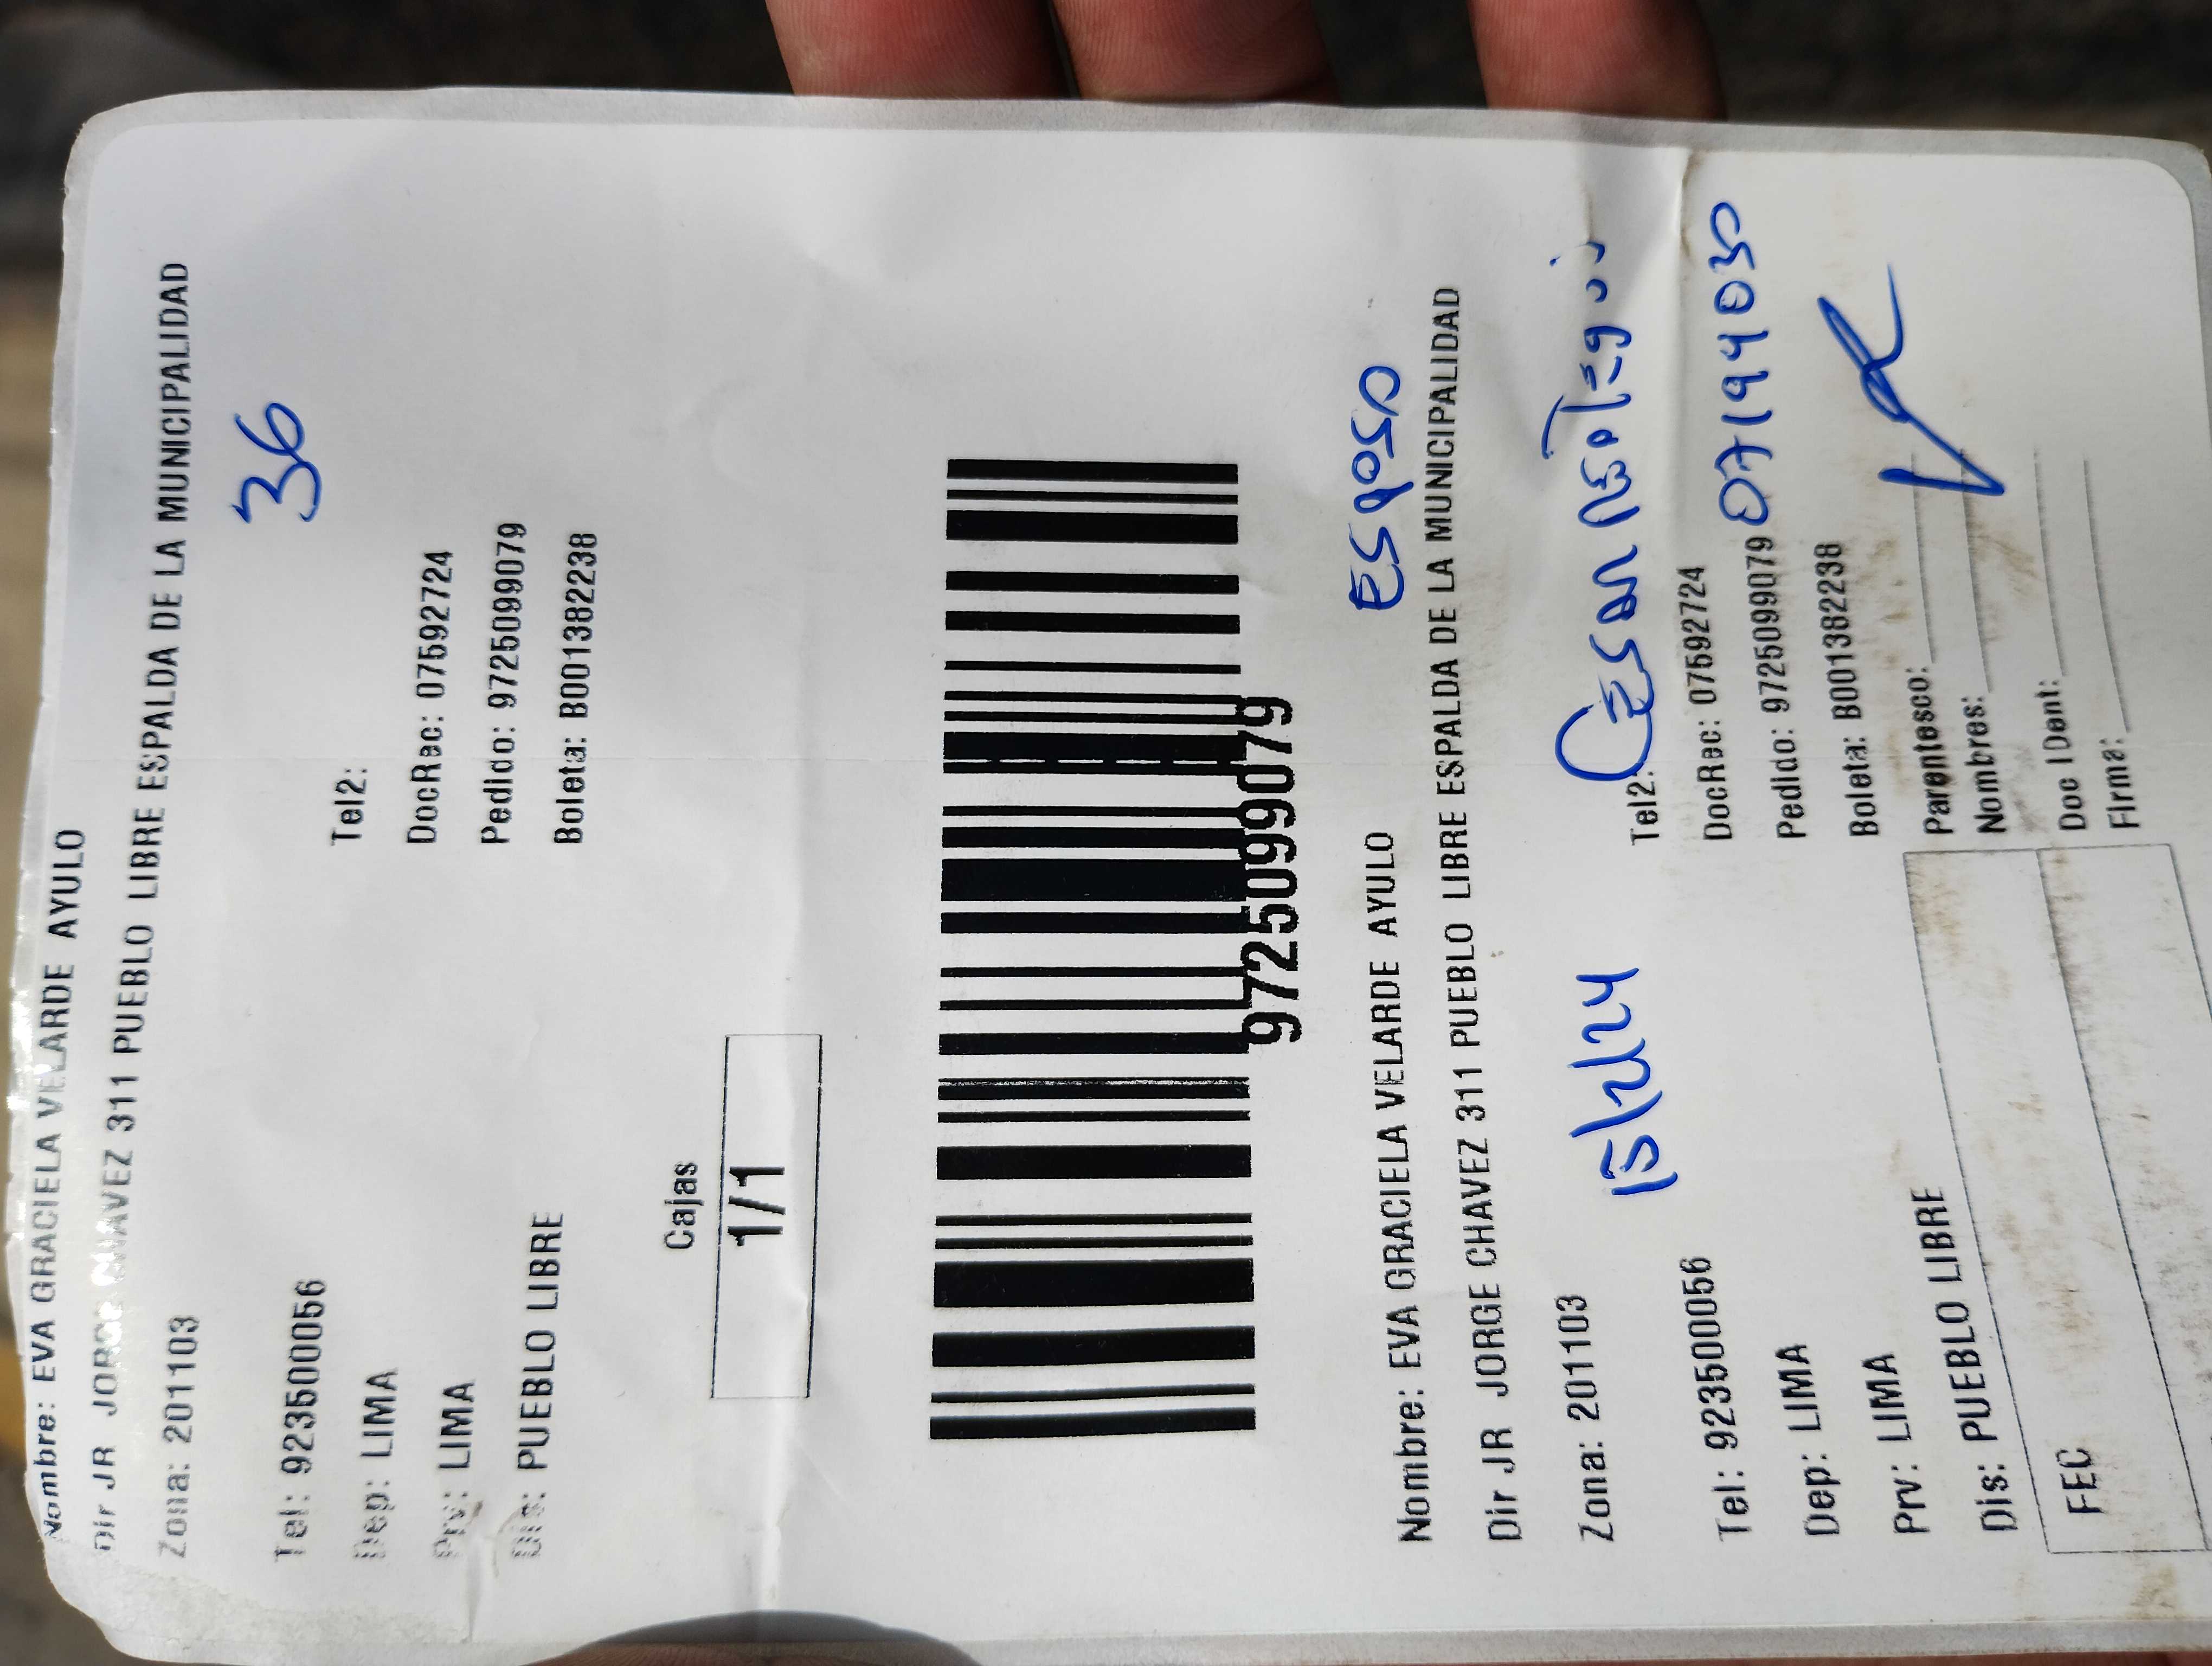 Nombre: EVA GRACIELA VELARDE AYULO
Dir JR JORGE CHAVEZ 311 PUEBLO LIBRE ESPALDA DE LA MUNICIPALIDAD
Zona: 201103
36
Tel: 923500056
Tel2:
Dep: LIMA
DocRec: 07592724
Prv: LIMA
Pedido: 9725099079
Dis: PUEBLO LIBRE
Boleta: B001382238
Cajas
1/1
9725099079
Esposo
Nombre: EVA GRACIELA VELARDE AYULO
Dir JR JORGE CHAVEZ 311 PUEBLO LIBRE ESPALDA DE LA MUNICIPALIDAD
Zona: 201103
Cesar
Tel: 923500056
Tel2:
Dep: LIMA
DocRec: 07592724
07194030
Prv: LIMA
Pedido: 9725099079
Dis: PUEBLO LIBRE
Boleta: B001382238
Parentesco:
Nombres:
FEC
Doc IDent:
Firma: